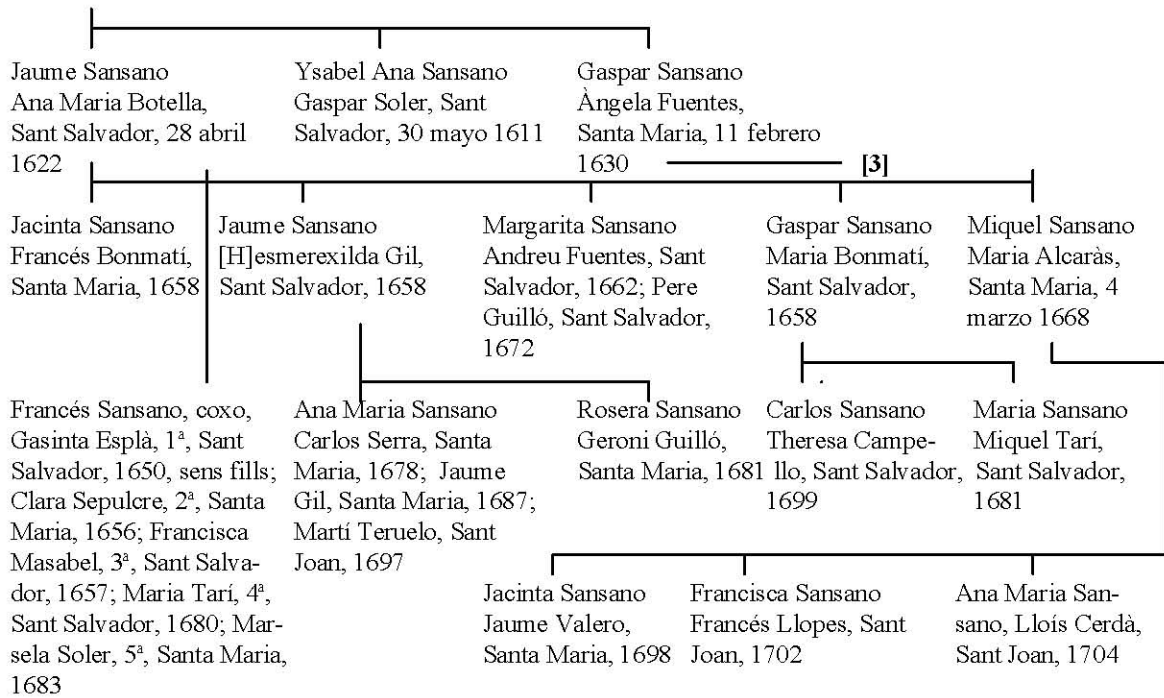 Jaume Sansano
Ana Maria Botella,
Sant Salvador, 28 abril
1622
Ysabel Ana Sansano
Gaspar Soler, Sant
Salvador, 30 mayo 1611
Gaspar Sansano
Àngela Fuentes,
Santa Maria, 11 febrero
1630
[3]
Jacinta Sansano
Francés Bonmatí,
Santa Maria, 1658
Jaume Sansano
[H]esmerexilda Gil,
Sant Salvador, 1658
Margarita Sansano
Andreu Fuentes, Sant
Salvador, 1662; Pere
Guilló, Sant Salvador,
1672
Gaspar Sansano
Maria Bonmatí,
Sant Salvador,
1658
Miquel Sansano
Maria Alcaràs,
Santa Maria, 4
marzo 1668
Francés Sansano, coxo,
Gasinta Esplà, 1ª, Sant
Salvador, 1650, sens fills;
Clara Sepulcre, 2ª, Santa
Maria, 1656; Francisca
Masabel, 3ª, Sant Salva-
dor, 1657; Maria Tarí, 4ª,
Sant Salvador, 1680; Mar-
sela Soler, 5ª, Santa Maria,
1683
Ana Maria Sansano
Carlos Serra, Santa
Maria, 1678; Jaume
Gil, Santa Maria, 1687;
Martí Teruelo, Sant
Joan, 1697
Rosera Sansano
Geroni Guilló,
Santa Maria, 1681
Carlos Sansano
Theresa Campe-
llo, Sant Salvador,
1699
Maria Sansano
Miquel Tarí,
Sant Salvador,
1681
Jacinta Sansano
Jaume Valero,
Santa Maria, 1698
Francisca Sansano
Francés Llopes, Sant
Joan, 1702
Ana Maria San-
sano, Lloís Cerdà,
Sant Joan, 1704